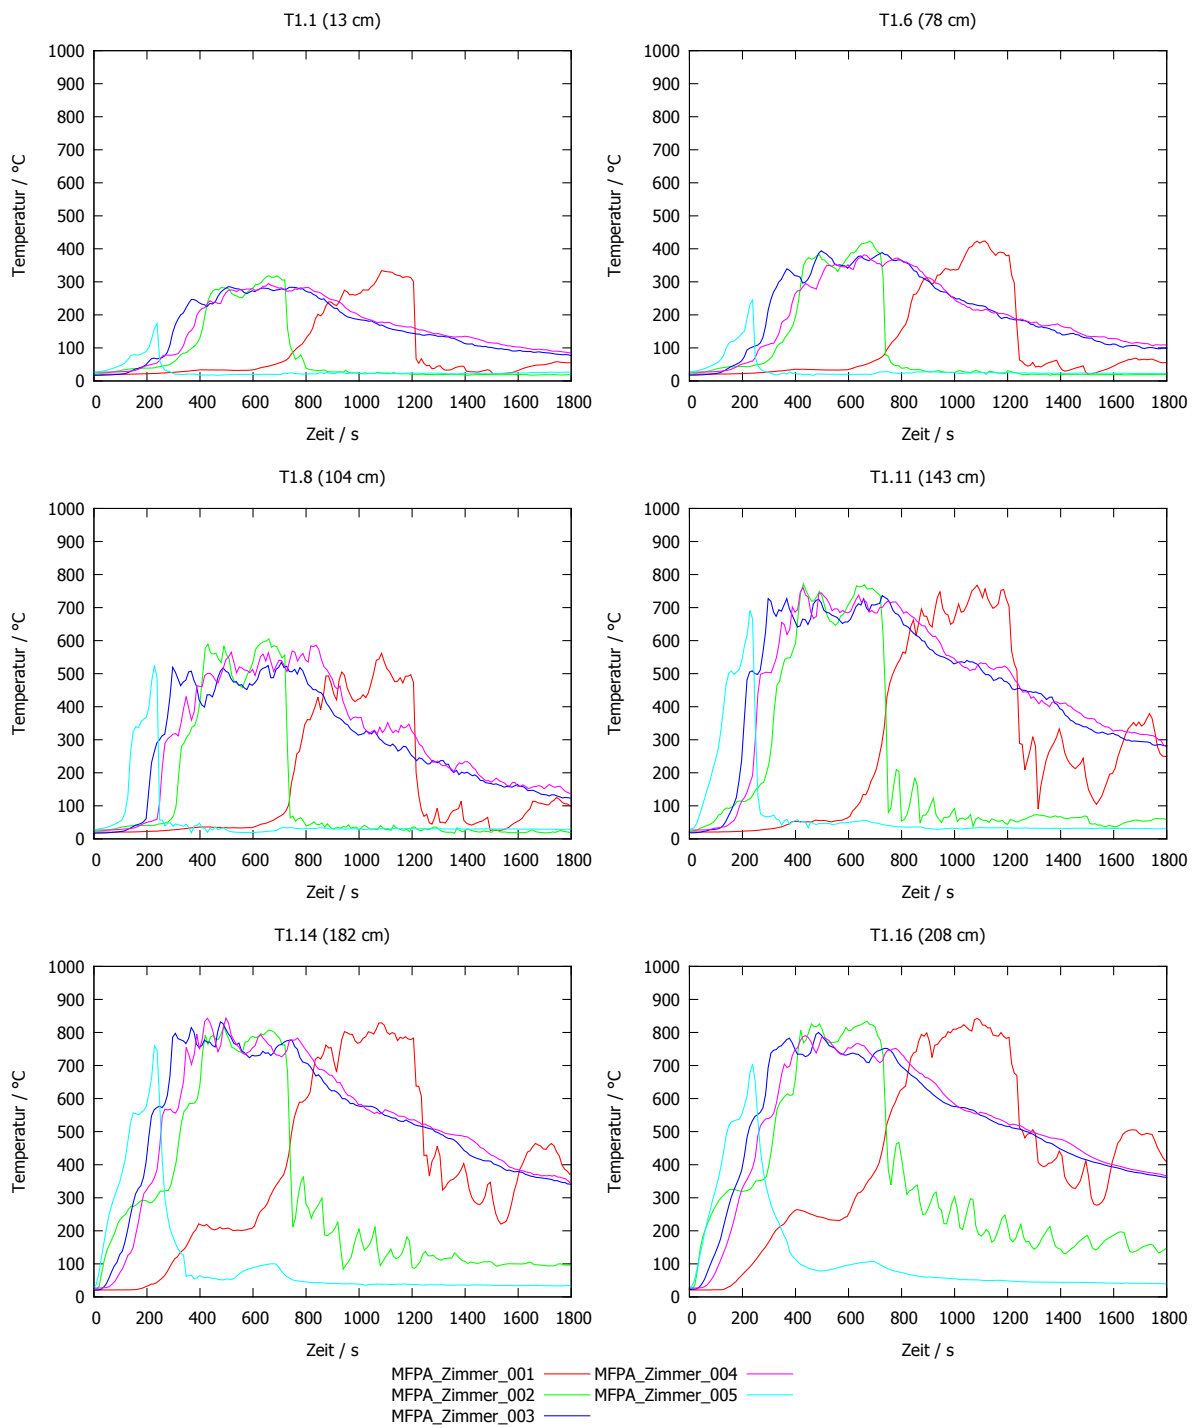 T1.1 (13 cm)
1000
900
800
700
600
500
400
300
200
100
0
Temperatur / °C
0 200 400 600 800 1000 1200 1400 1600 1800
Zeit / s
T1.6 (78 cm)
1000
900
800
700
600
500
400
300
200
100
0
Temperatur / °C
0 200 400 600 800 1000 1200 1400 1600 1800
Zeit / s
T1.8 (104 cm)
1000
900
800
700
600
500
400
300
200
100
0
Temperatur / °C
0 200 400 600 800 1000 1200 1400 1600 1800
Zeit / s
T1.11 (143 cm)
1000
900
800
700
600
500
400
300
200
100
0
Temperatur / °C
0 200 400 600 800 1000 1200 1400 1600 1800
Zeit / s
T1.14 (182 cm)
1000
900
800
700
600
500
400
300
200
100
0
Temperatur / °C
0 200 400 600 800 1000 1200 1400 1600 1800
Zeit / s
T1.16 (208 cm)
1000
900
800
700
600
500
400
300
200
100
0
Temperatur / °C
0 200 400 600 800 1000 1200 1400 1600 1800
Zeit / s
MFPA_Zimmer_001 MFPA_Zimmer_004
MFPA_Zimmer_002 MFPA_Zimmer_005
MFPA_Zimmer_003